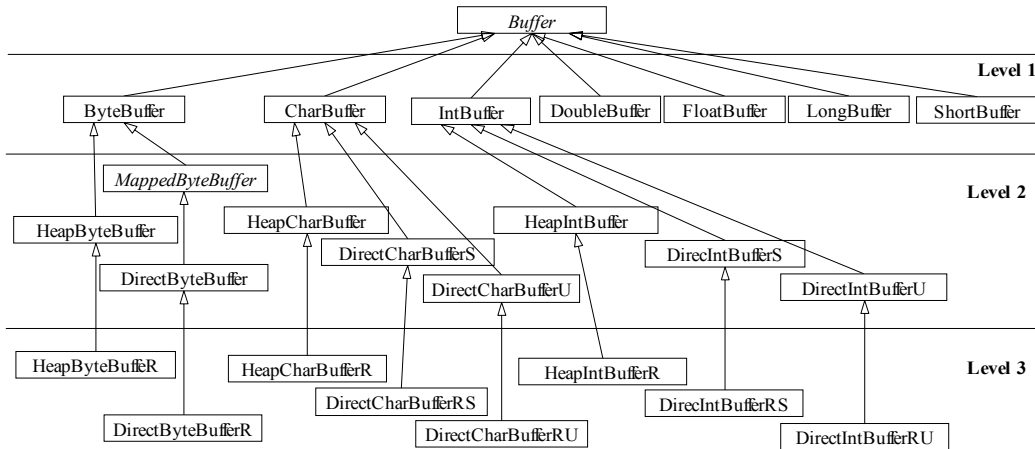 Buffer
Level 1
ByteBuffer
CharBuffer
IntBuffer
DoubleBuffer
FloatBuffer
LongBuffer
ShortBuffer
MappedByteBuffer
Level 2
HeapByteBuffer
HeapCharBuffer
HeapIntBuffer
DirectCharBufferS
DirecIntBufferS
DirectByteBuffer
DirectCharBufferU
DirectIntBufferU
HeapByteBufferR
HeapCharBufferR
HeapIntBufferR
Level 3
DirectCharBufferRS
DirecIntBufferRS
DirectByteBufferR
DirectCharBufferRU
DirectIntBufferRU